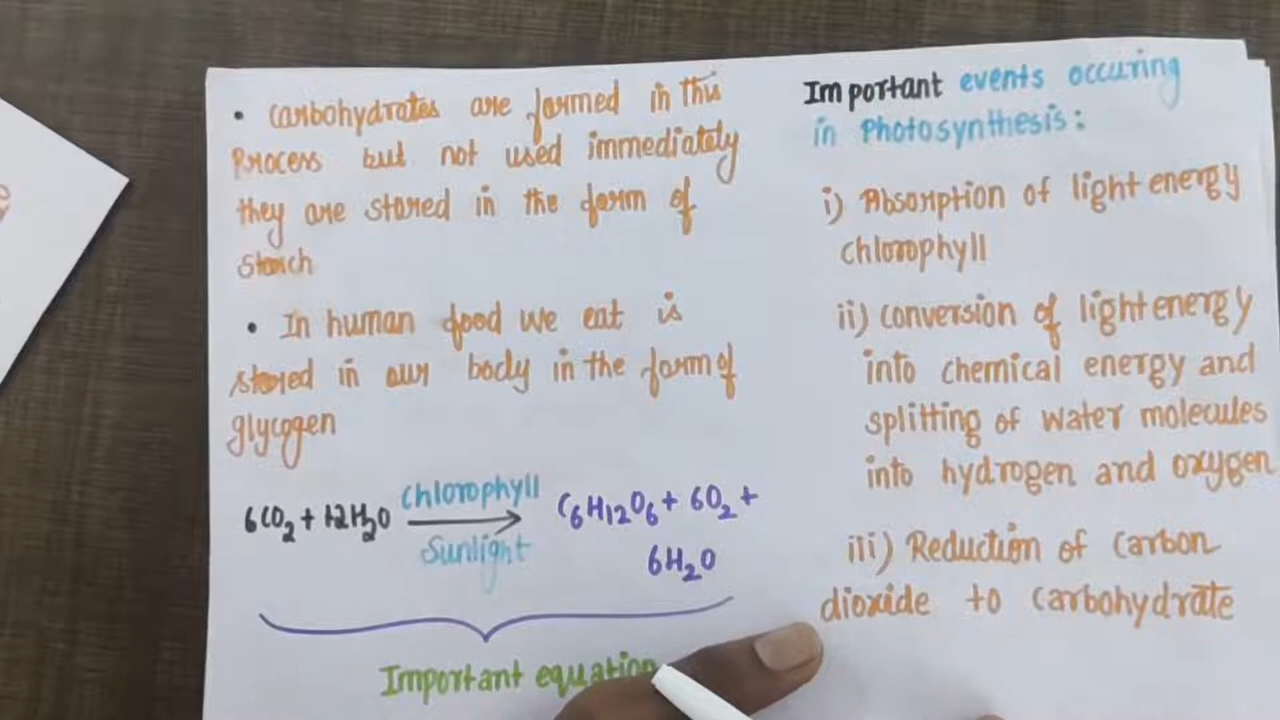 • Carbohydrates are formed in this
Process but not used immediately
they are stored in the form of
Starch
• In human food we eat is
stored in our body in the form of
glycogen
6CO₂ + 12H₂O Chlorophyll → Sunlight C₆H₁₂O₆ + 6O₂ +
6H₂O
Important equation
Important events occuring
in Photosynthesis:
i) Absorption of light energy
chlorophyll
ii) conversion of light energy
into chemical energy and
splitting of water molecules
into hydrogen and oxygen
iii) Reduction of Carbon
dioxide to carbohydrate